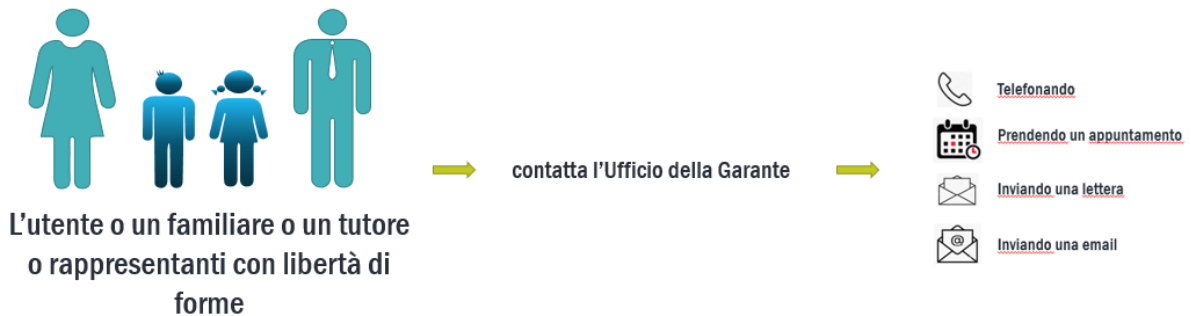 L'utente o un familiare o un tutore
o rappresentanti con libertà di
forme
contatta l'Ufficio della Garante
Telefonando
Prendendo un appuntamento
Inviando una lettera
@
Inviando una email